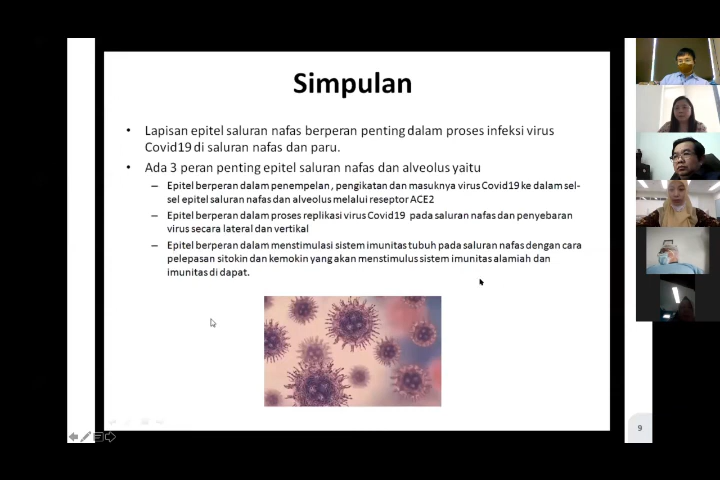 Simpulan
• Lapisan epitel saluran nafas berperan penting dalam proses infeksi virus
Covid19 di saluran nafas dan paru.
• Ada 3 peran penting epitel saluran nafas dan alveolus yaitu
– Epitel berperan dalam penempelan , pengikatan dan masuknya virus Covid19 ke dalam sel-
sel epitel saluran nafas dan alveolus melalui reseptor ACE2
– Epitel berperan dalam proses replikasi virus Covid19 pada saluran nafas dan penyebaran
virus secara lateral dan vertikal
– Epitel berperan dalam menstimulasi sistem imunitas tubuh pada saluran nafas dengan cara
pelepasan sitokin dan kemokin yang akan menstimulus sistem imunitas alamiah dan
imunitas di dapat.
9